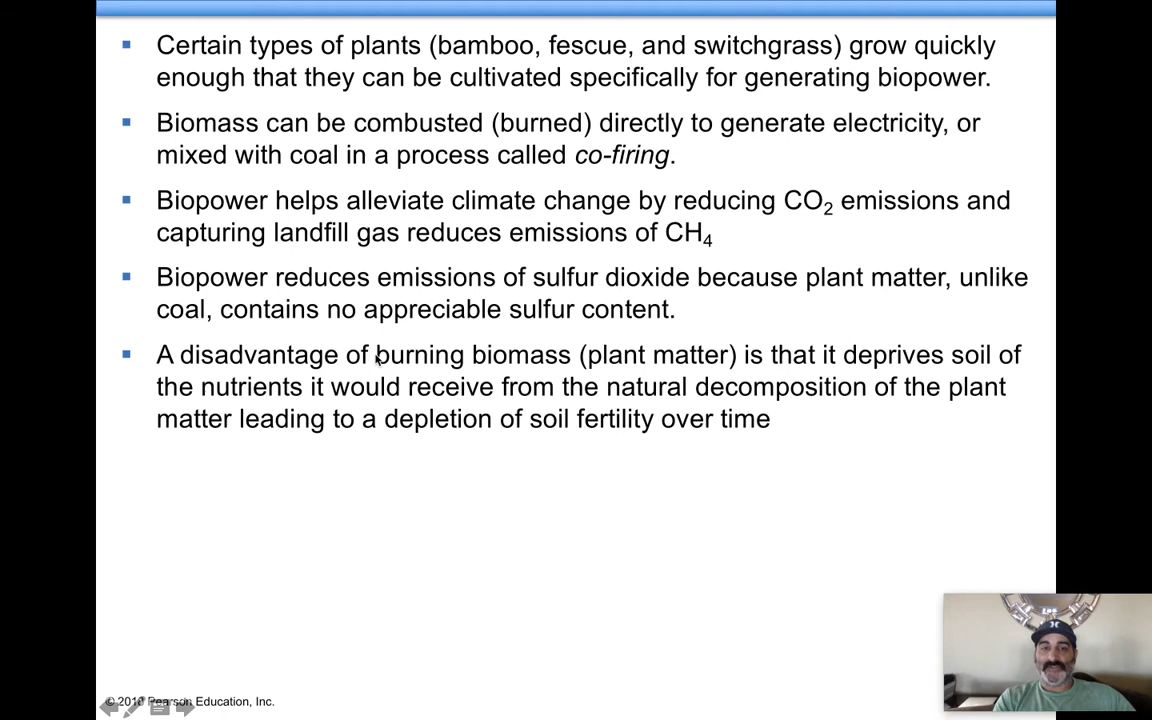 Certain types of plants (bamboo, fescue, and switchgrass) grow quickly
enough that they can be cultivated specifically for generating biopower.
Biomass can be combusted (burned) directly to generate electricity, or
mixed with coal in a process called co-firing.
Biopower helps alleviate climate change by reducing CO₂ emissions and
capturing landfill gas reduces emissions of CH₄
Biopower reduces emissions of sulfur dioxide because plant matter, unlike
coal, contains no appreciable sulfur content.
A disadvantage of burning biomass (plant matter) is that it deprives soil of
the nutrients it would receive from the natural decomposition of the plant
matter leading to a depletion of soil fertility over time
© Pearson Education, Inc.